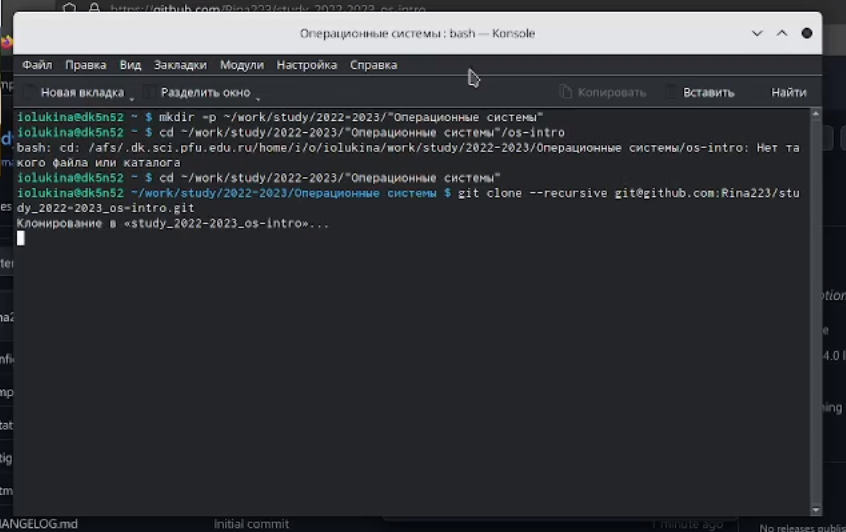 https://github.com/Rina223/study_2022-2023_os-intro
Операционные системы : bash — Konsole
Файл Правка Вид Закладки Модули Настройка Справка
Новая вкладка Разделить окно Копировать Вставить Найти
iolukina@dk5n52 ~ $ mkdir -p ~/work/study/2022-2023/"Операционные системы"
iolukina@dk5n52 ~ $ cd ~/work/study/2022-2023/"Операционные системы"/os-intro
bash: cd: /afs/.dk.sci.pfu.edu.ru/home/i/o/iolukina/work/study/2022-2023/Операционные системы/os-intro: Нет та
кого файла или каталога
iolukina@dk5n52 ~ $ cd ~/work/study/2022-2023/"Операционные системы"
iolukina@dk5n52 ~/work/study/2022-2023/Операционные системы $ git clone --recursive git@github.com:Rina223/stu
dy_2022-2023_os-intro.git
Клонирование в «study_2022-2023_os-intro»...
ANGELOG.md Initial commit 1 minute ago
No releases publis